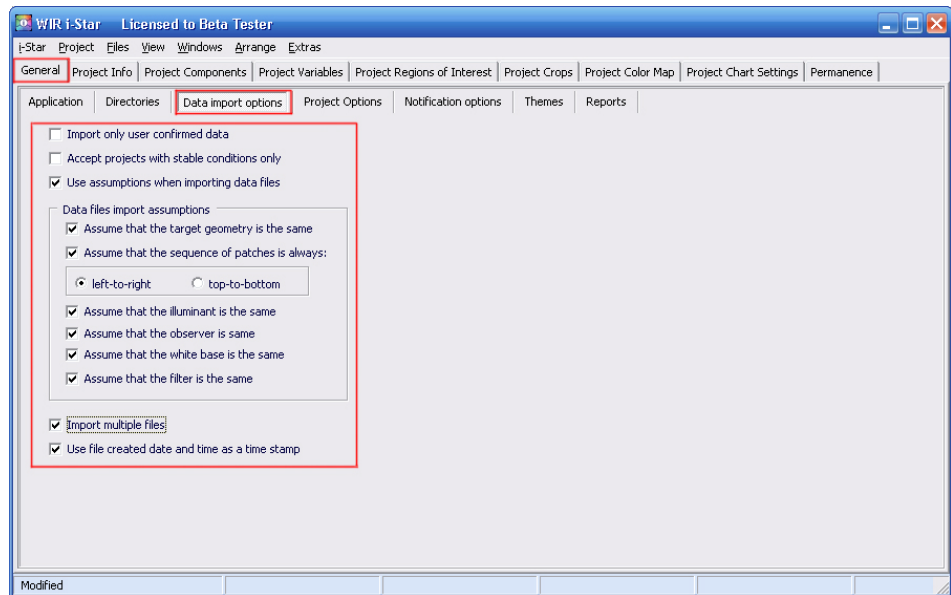 WIR i-Star Licensed to Beta Tester
i-Star Project Files View Windows Arrange Extras
General Project Info Project Components Project Variables Project Regions of Interest Project Crops Project Color Map Project Chart Settings Permanence
Application Directories Data import options Project Options Notification options Themes Reports
Import only user confirmed data
Accept projects with stable conditions only
Use assumptions when importing data files
Data files import assumptions
Assume that the target geometry is the same
Assume that the sequence of patches is always:
left-to-right top-to-bottom
Assume that the illuminant is the same
Assume that the observer is same
Assume that the white base is the same
Assume that the filter is the same
Import multiple files
Use file created date and time as a time stamp
Modified